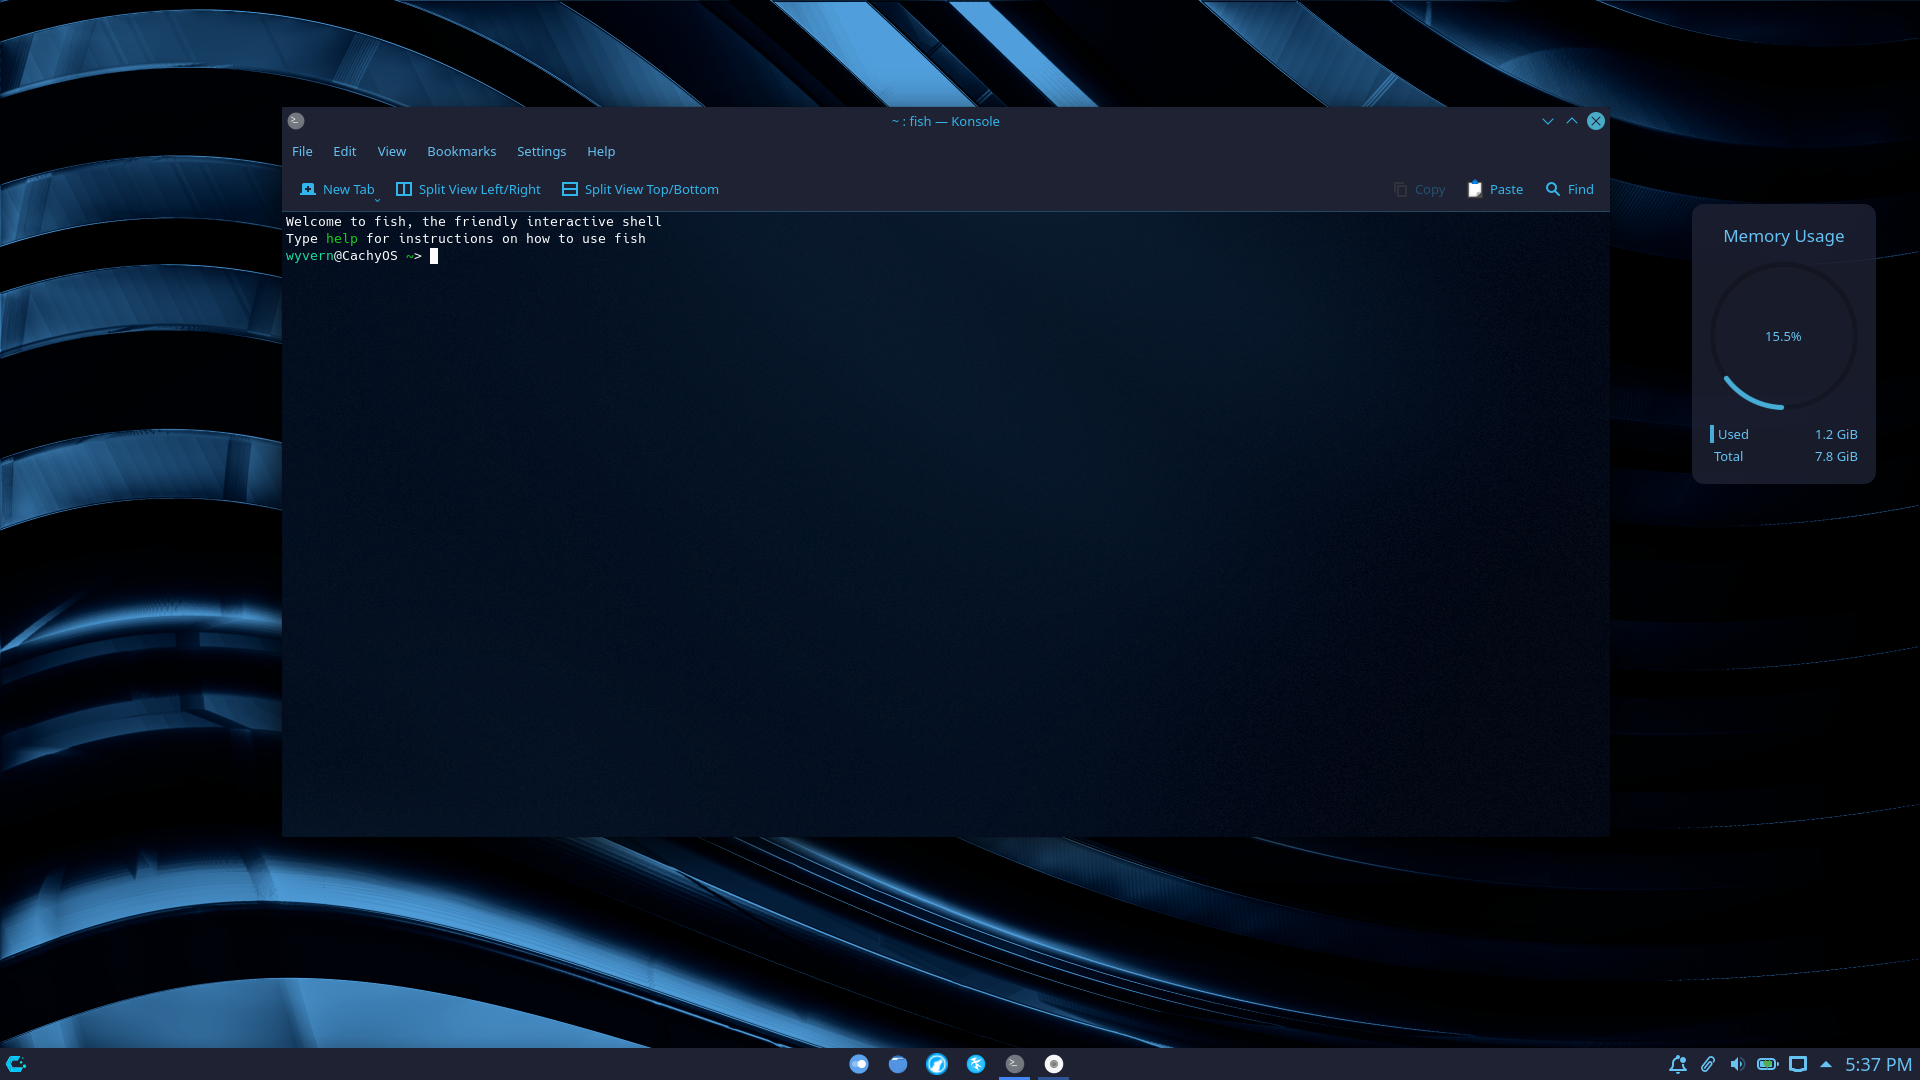 ~ : fish — Konsole
File Edit View Bookmarks Settings Help
New Tab Split View Left/Right Split View Top/Bottom Copy Paste Find
Welcome to fish, the friendly interactive shell
Type help for instructions on how to use fish
wyvern@CachyOS ~>
Memory Usage
15.5%
Used 1.2 GiB
Total 7.8 GiB
5:37 PM